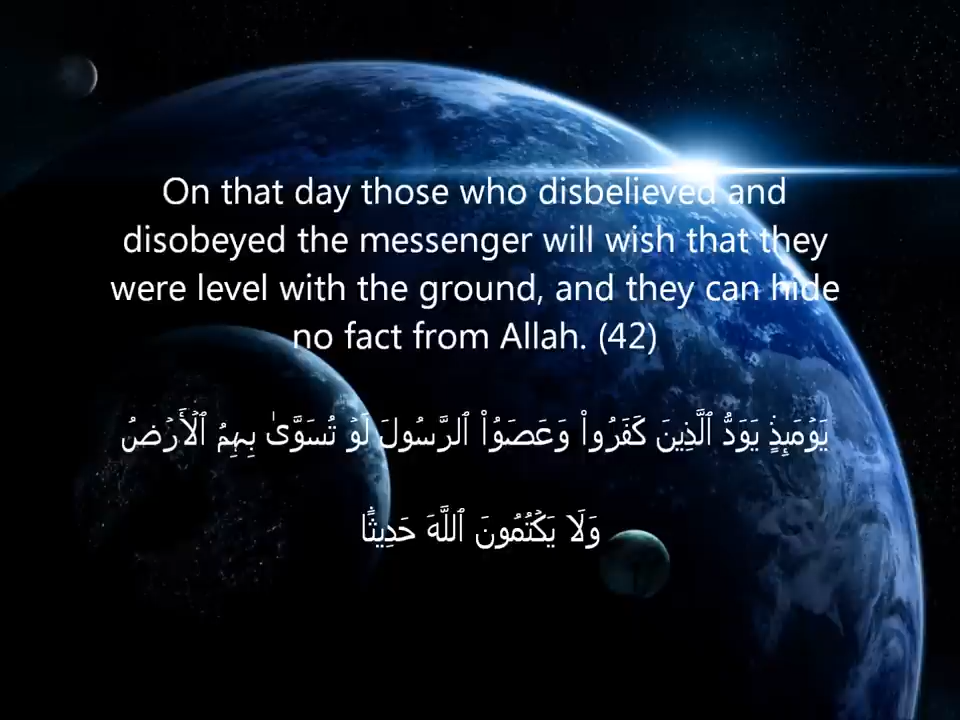 On that day those who disbelieved and
disobeyed the messenger will wish that they
were level with the ground, and they can hide
no fact from Allah. (42)
يَوْمَئِذٍ يَوَدُّ ٱلَّذِينَ كَفَرُوا۟ وَعَصَوُا۟ ٱلرَّسُولَ لَوْ تُسَوَّىٰ بِهِمُ ٱلْأَرْضُ
وَلَا يَكْتُمُونَ ٱللَّهَ حَدِيثًا